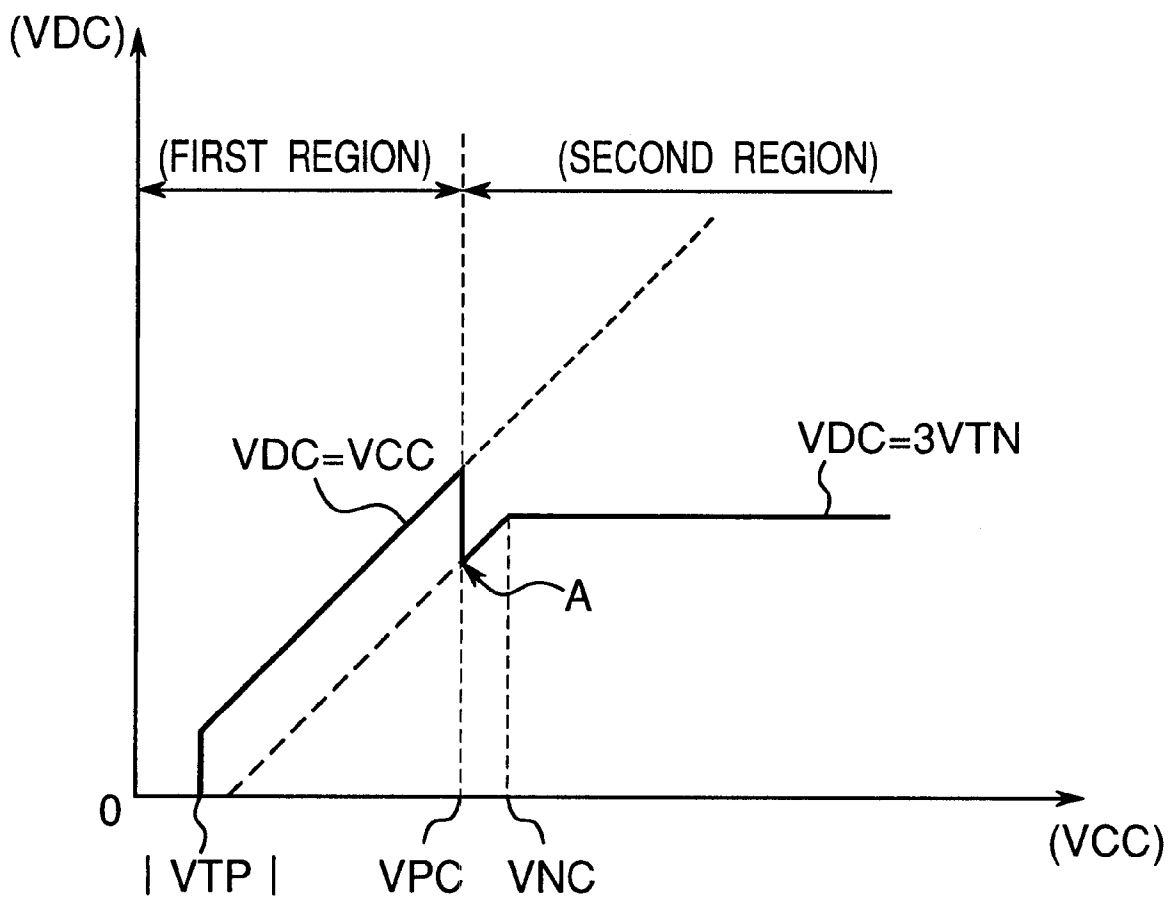 (VDC)
(FIRST REGION)
(SECOND REGION)
VDC=VCC
VDC=3VTN
A
0
(VCC)
| VTP |
VPC
VNC